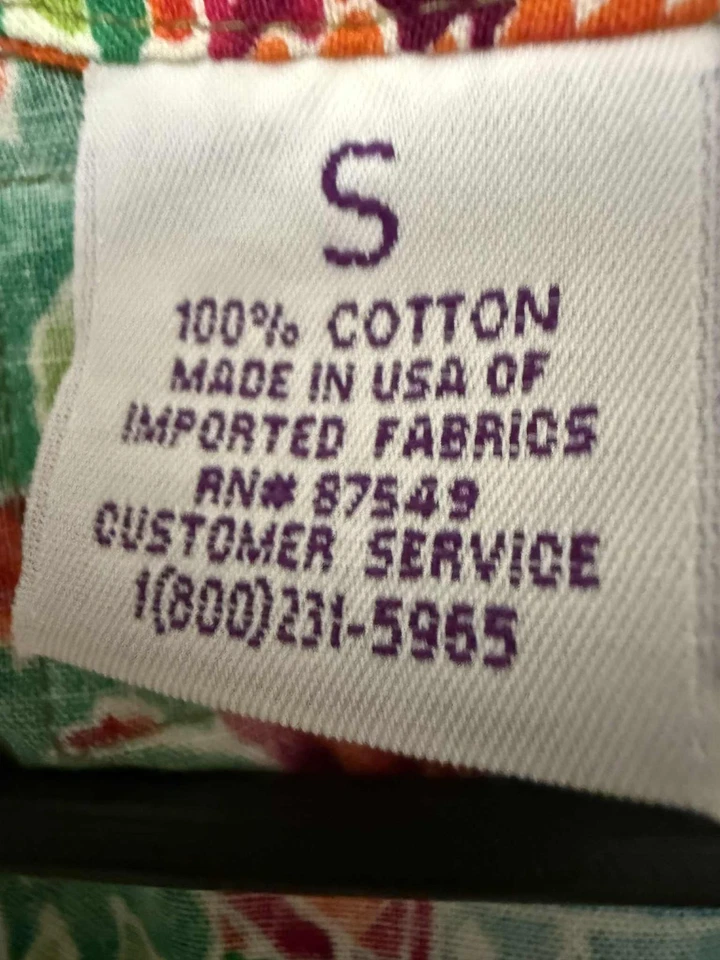 S
100% COTTON
MADE IN USA OF
IMPORTED FABRICS
RN# 87549
CUSTOMER SERVICE
1(800)231-5965